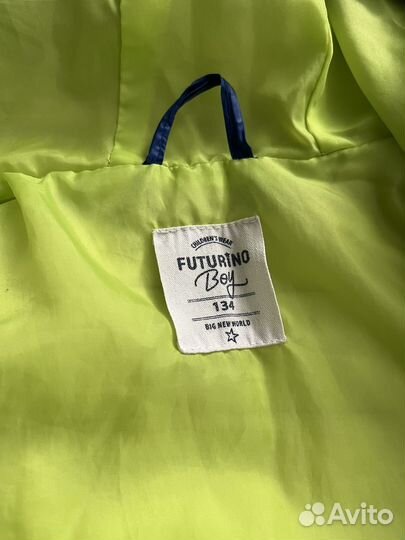 CHILDREN'S WEAR
FUTURINO
Boy
134
BIG NEW WORLD
Avito